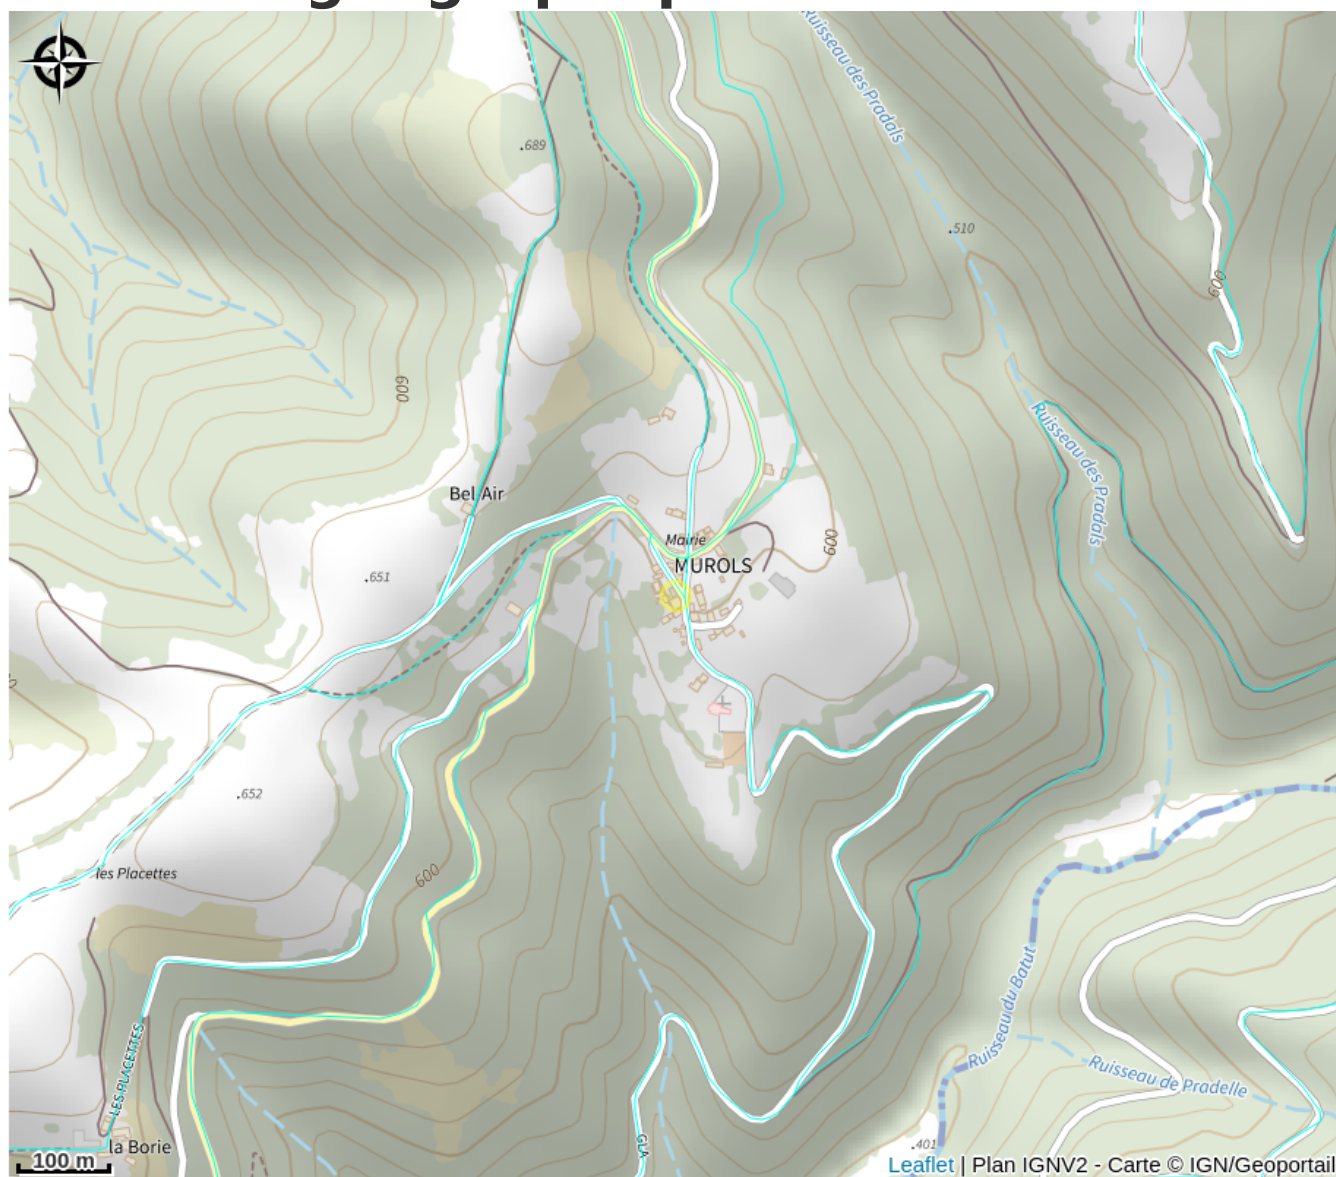 Ruisseau des Pradals
.689
.510
600
600
Ruisseau des Pradals
Bel Air
Mairie
600
MUROLS
.651
.652
les Placettes
600
Ruisseau du Batut
LES PLACETTES
Ruisseau de Pradelle
la Borie
GLA
.401
100 m
Leaflet | Plan IGNV2 - Carte © IGN/Geoportail